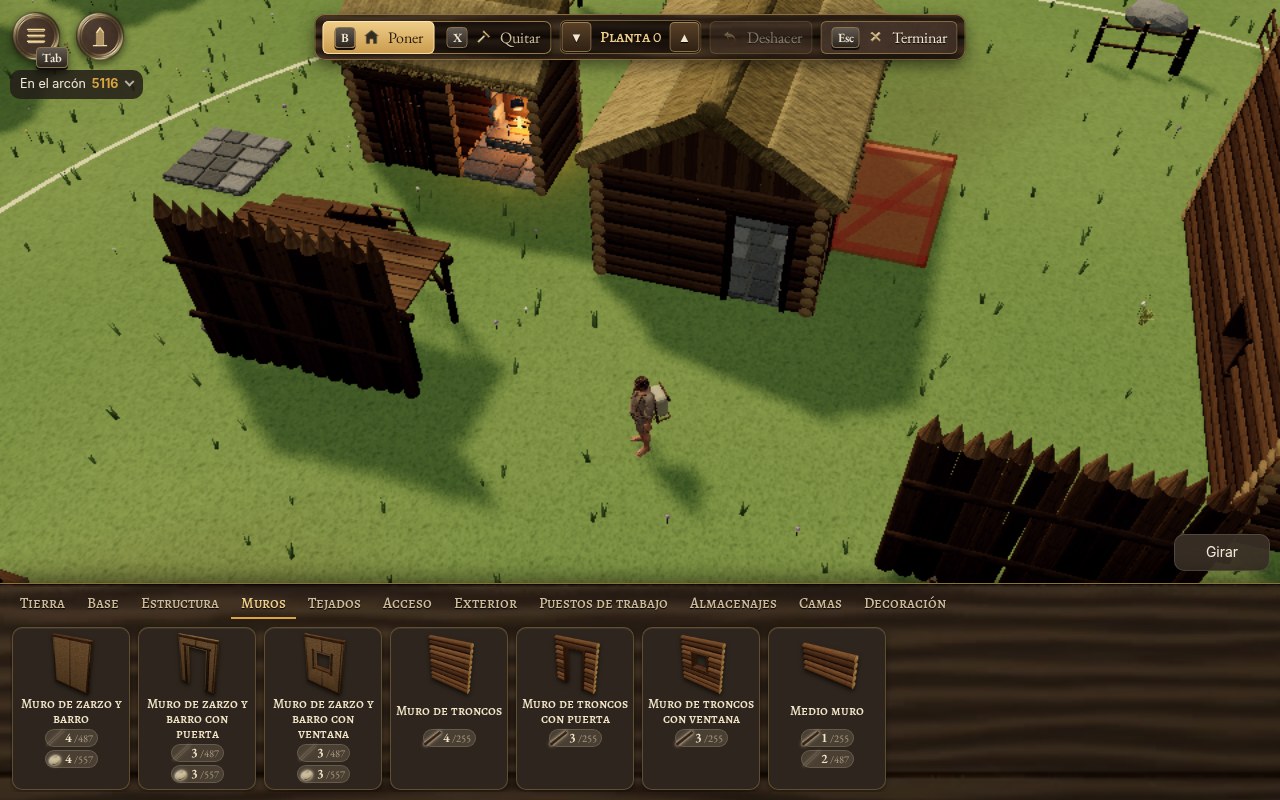 B Poner X Quitar ▼ Planta 0 ▲ Deshacer Esc Terminar
Tab
En el arcón 5116
Girar
Tierra Base Estructura Muros Tejados Acceso Exterior Puestos de trabajo Almacenajes Camas Decoración
Muro de zarzo y barro
4 /487
4 /557
Muro de zarzo y barro con puerta
3 /487
3 /557
Muro de zarzo y barro con ventana
3 /487
3 /557
Muro de troncos
4 /255
Muro de troncos con puerta
3 /255
Muro de troncos con ventana
3 /255
Medio muro
1 /255
2 /487